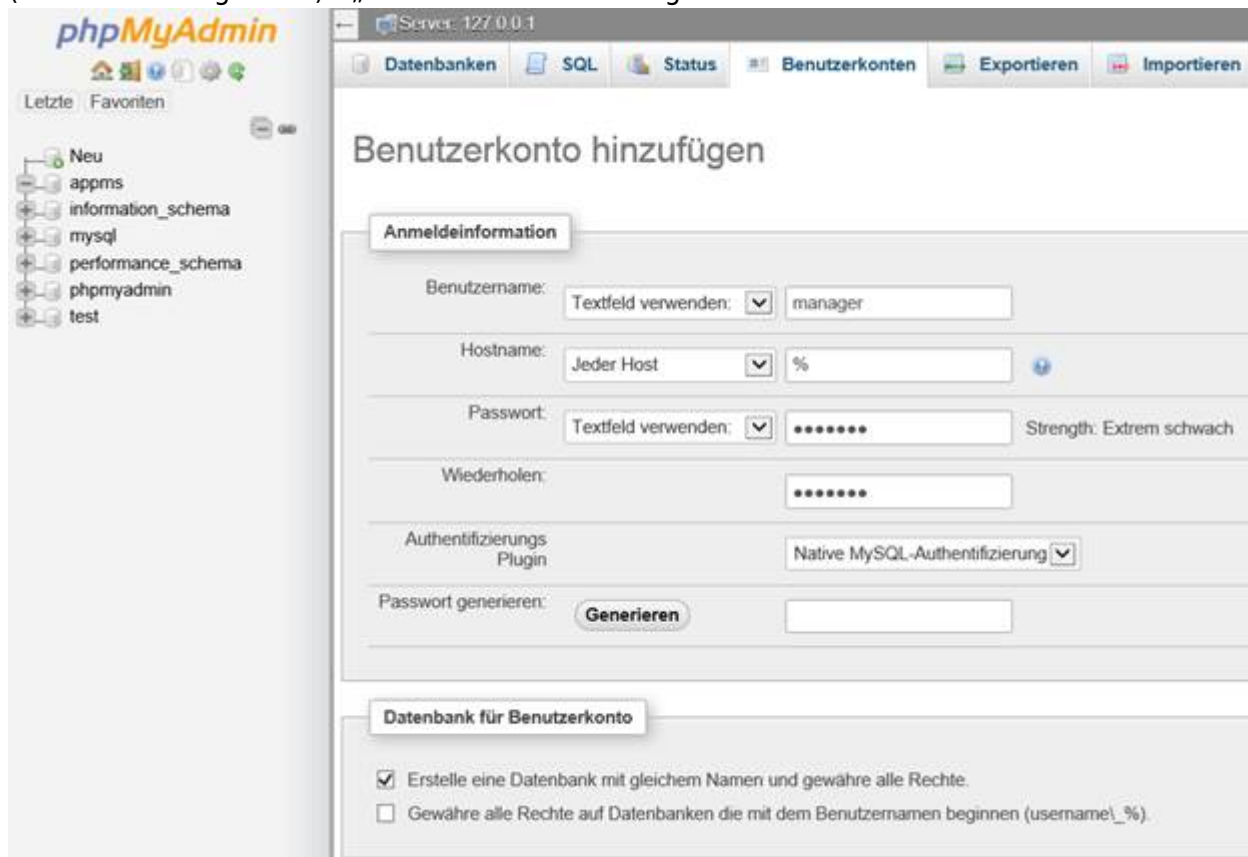 phpMyAdmin
Letzte Favoriten
Neu
appms
information_schema
mysql
performance_schema
phpmyadmin
test
Server: 127.0.0.1
Datenbanken SQL Status Benutzerkonten Exportieren Importieren
Benutzerkonto hinzufügen
Anmeldeinformation
Benutzername: Textfeld verwenden: manager
Hostname: Jeder Host %
Passwort: Textfeld verwenden: ••••••• Strength: Extrem schwach
Wiederholen: •••••••
Authentifizierungs
Plugin Native MySQL-Authentifizierung
Passwort generieren: Generieren
Datenbank für Benutzerkonto
Erstelle eine Datenbank mit gleichem Namen und gewähre alle Rechte.
Gewähre alle Rechte auf Datenbanken die mit dem Benutzernamen beginnen (username\_%).